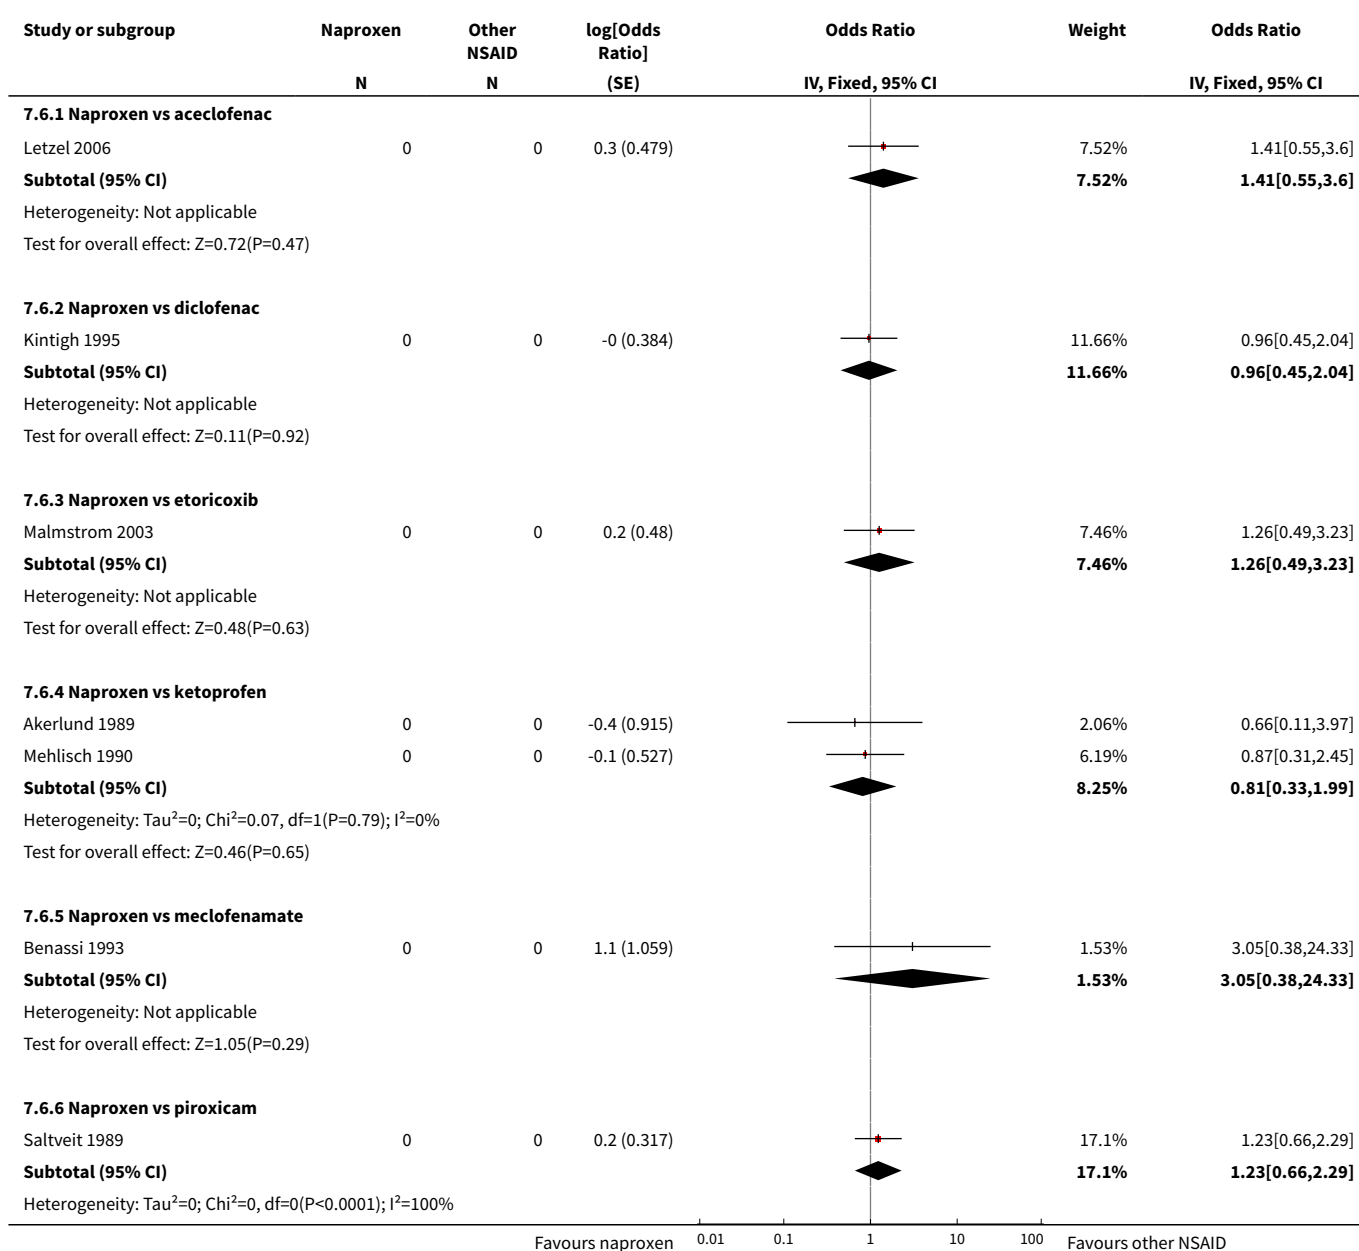 Study or subgroup Naproxen Other NSAID log[Odds Ratio] Odds Ratio Weight Odds Ratio
N N (SE) IV, Fixed, 95% CI IV, Fixed, 95% CI
7.6.1 Naproxen vs aceclofenac
Letzel 2006 0 0 0.3 (0.479) 7.52% 1.41[0.55,3.6]
Subtotal (95% CI) 7.52% 1.41[0.55,3.6]
Heterogeneity: Not applicable
Test for overall effect: Z=0.72(P=0.47)
7.6.2 Naproxen vs diclofenac
Kintigh 1995 0 0 -0 (0.384) 11.66% 0.96[0.45,2.04]
Subtotal (95% CI) 11.66% 0.96[0.45,2.04]
Heterogeneity: Not applicable
Test for overall effect: Z=0.11(P=0.92)
7.6.3 Naproxen vs etoricoxib
Malmstrom 2003 0 0 0.2 (0.48) 7.46% 1.26[0.49,3.23]
Subtotal (95% CI) 7.46% 1.26[0.49,3.23]
Heterogeneity: Not applicable
Test for overall effect: Z=0.48(P=0.63)
7.6.4 Naproxen vs ketoprofen
Akerlund 1989 0 0 -0.4 (0.915) 2.06% 0.66[0.11,3.97]
Mehlisch 1990 0 0 -0.1 (0.527) 6.19% 0.87[0.31,2.45]
Subtotal (95% CI) 8.25% 0.81[0.33,1.99]
Heterogeneity: Tau²=0; Chi²=0.07, df=1(P=0.79); I²=0%
Test for overall effect: Z=0.46(P=0.65)
7.6.5 Naproxen vs meclofenamate
Benassi 1993 0 0 1.1 (1.059) 1.53% 3.05[0.38,24.33]
Subtotal (95% CI) 1.53% 3.05[0.38,24.33]
Heterogeneity: Not applicable
Test for overall effect: Z=1.05(P=0.29)
7.6.6 Naproxen vs piroxicam
Saltveit 1989 0 0 0.2 (0.317) 17.1% 1.23[0.66,2.29]
Subtotal (95% CI) 17.1% 1.23[0.66,2.29]
Heterogeneity: Tau²=0; Chi²=0, df=0(P<0.0001); I²=100%
Favours naproxen 0.01 0.1 1 10 100 Favours other NSAID